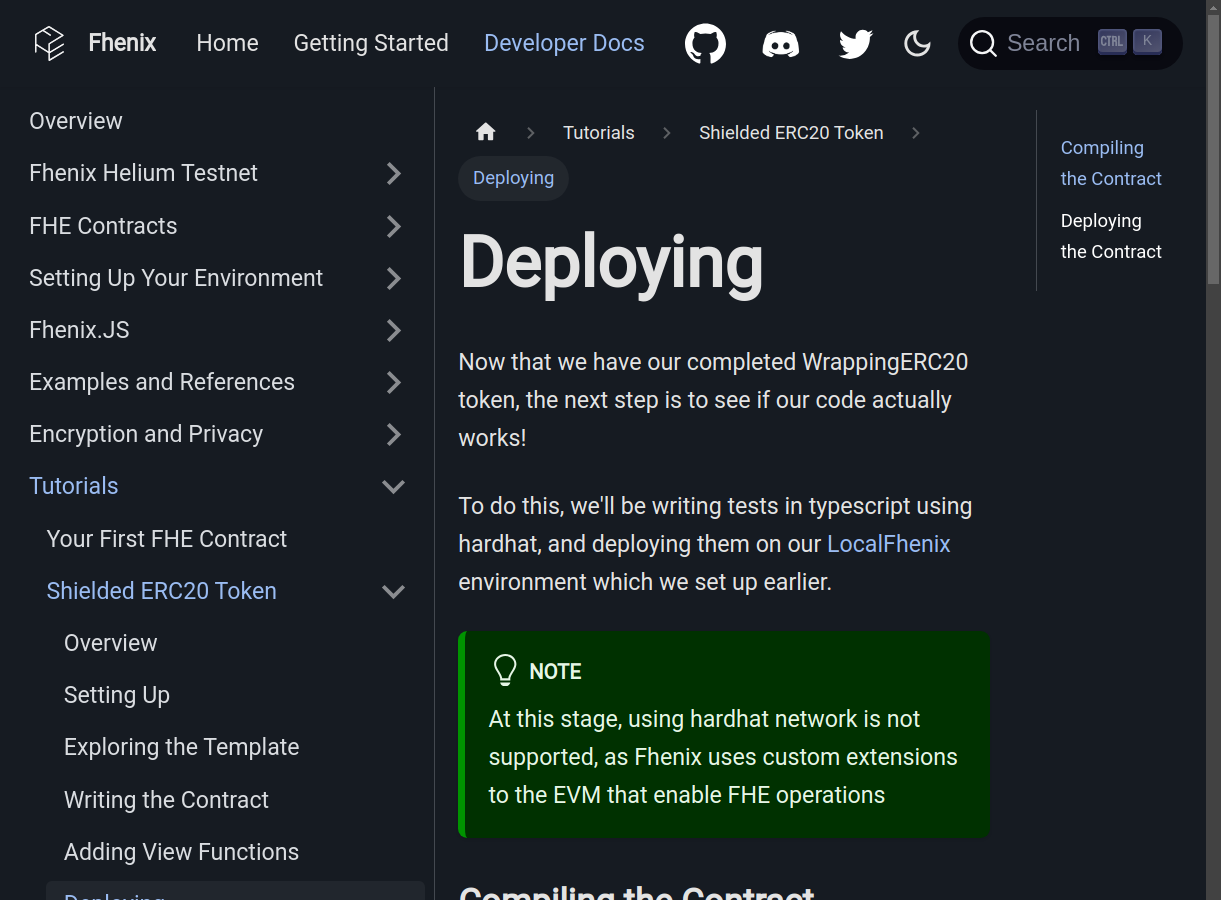 Fhenix Home Getting Started Developer Docs Search CTRL K
Overview
Fhenix Helium Testnet
FHE Contracts
Setting Up Your Environment
Fhenix.JS
Examples and References
Encryption and Privacy
Tutorials
Your First FHE Contract
Shielded ERC20 Token
Overview
Setting Up
Exploring the Template
Writing the Contract
Adding View Functions
Deploying
Tutorials Shielded ERC20 Token
Deploying
Deploying
Now that we have our completed WrappingERC20
token, the next step is to see if our code actually
works!
To do this, we'll be writing tests in typescript using
hardhat, and deploying them on our LocalFhenix
environment which we set up earlier.
NOTE
At this stage, using hardhat network is not
supported, as Fhenix uses custom extensions
to the EVM that enable FHE operations
Compiling the Contract
Compiling
the Contract
Deploying
the Contract